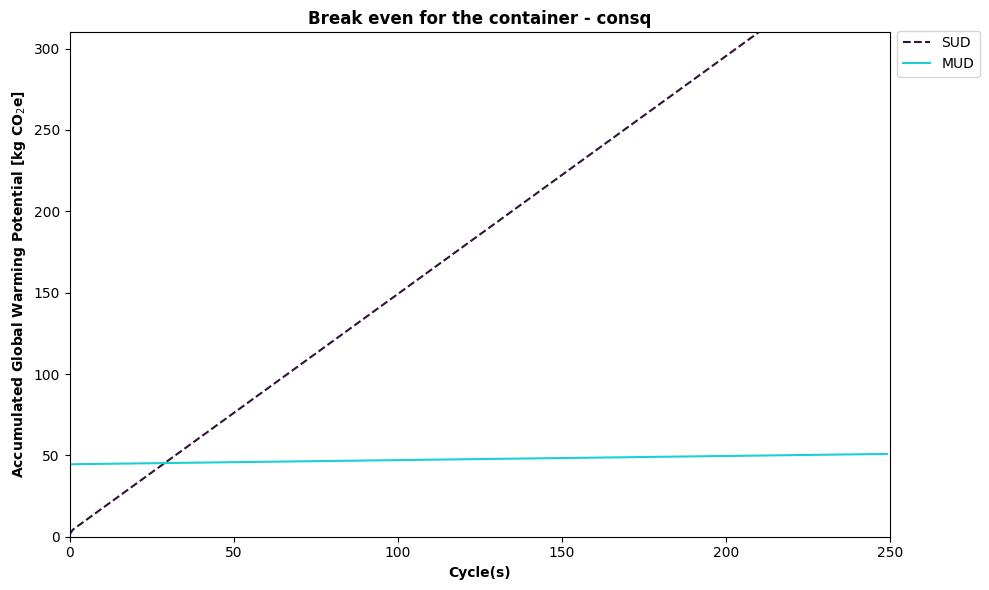 Break even for the container - consq
SUD
MUD
Accumulated Global Warming Potential [kg CO₂e]
300
250
200
150
100
50
0
0 50 100 150 200 250
Cycle(s)